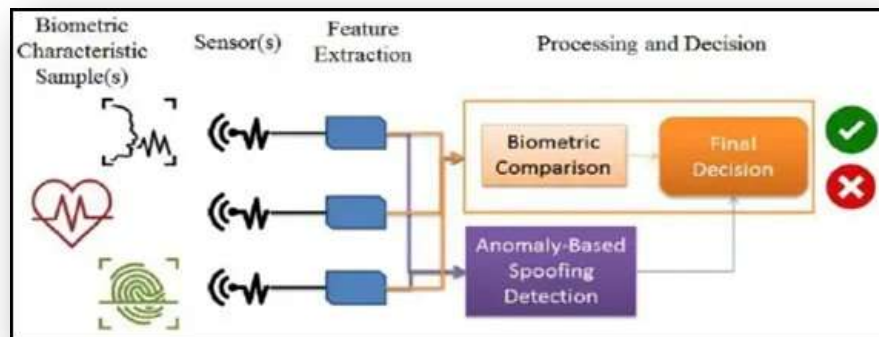 Biometric
Characteristic
Sample(s)
Sensor(s)
Feature
Extraction
Processing and Decision
Biometric
Comparison
Final
Decision
Anomaly-Based
Spoofing
Detection